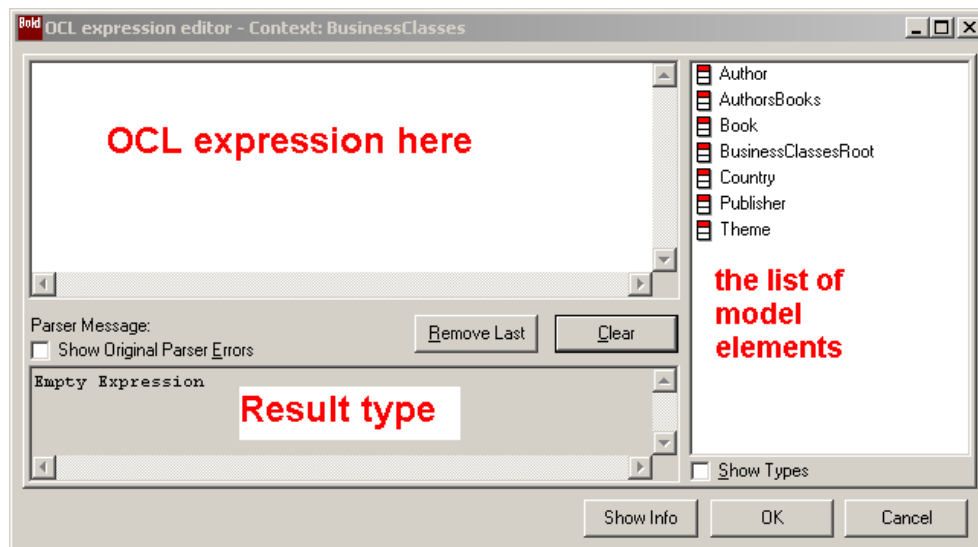 Bold OCL expression editor - Context: BusinessClasses
OCL expression here
Author
AuthorsBooks
Book
BusinessClassesRoot
Country
Publisher
Theme
the list of
model
elements
Parser Message:
Show Original Parser Errors
Remove Last
Clear
Empty Expression
Result type
Show Types
Show Info
OK
Cancel